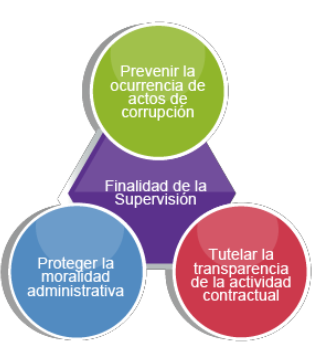 Prevenir la
ocurrencia de
actos de
corrupción
Finalidad de la
Supervisión
Proteger la
moralidad
administrativa
Tutelar la
transparencia
de la actividad
contractual